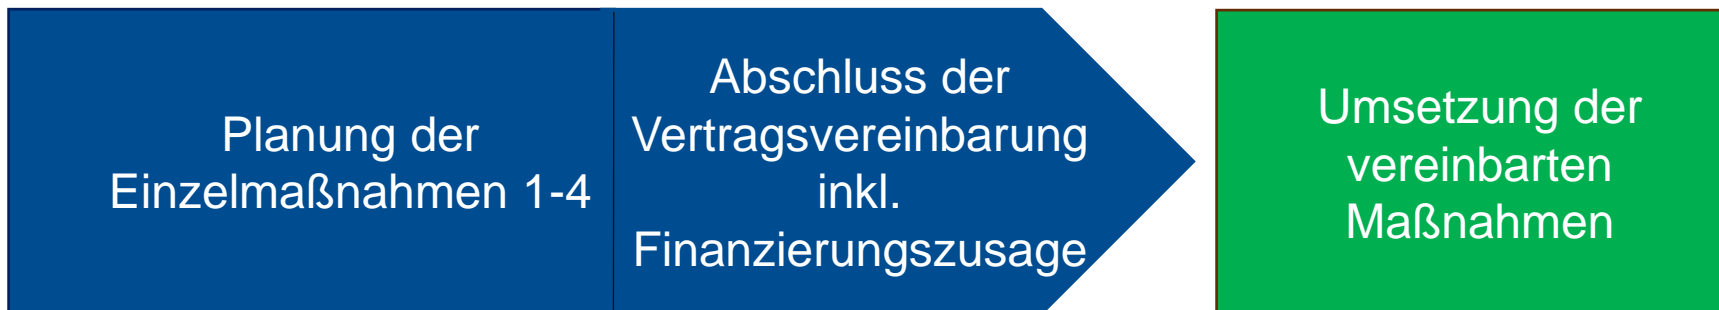 Planung der
Einzelmaßnahmen 1-4
Abschluss der
Vertragsvereinbarung
inkl.
Finanzierungszusage
Umsetzung der
vereinbarten
Maßnahmen